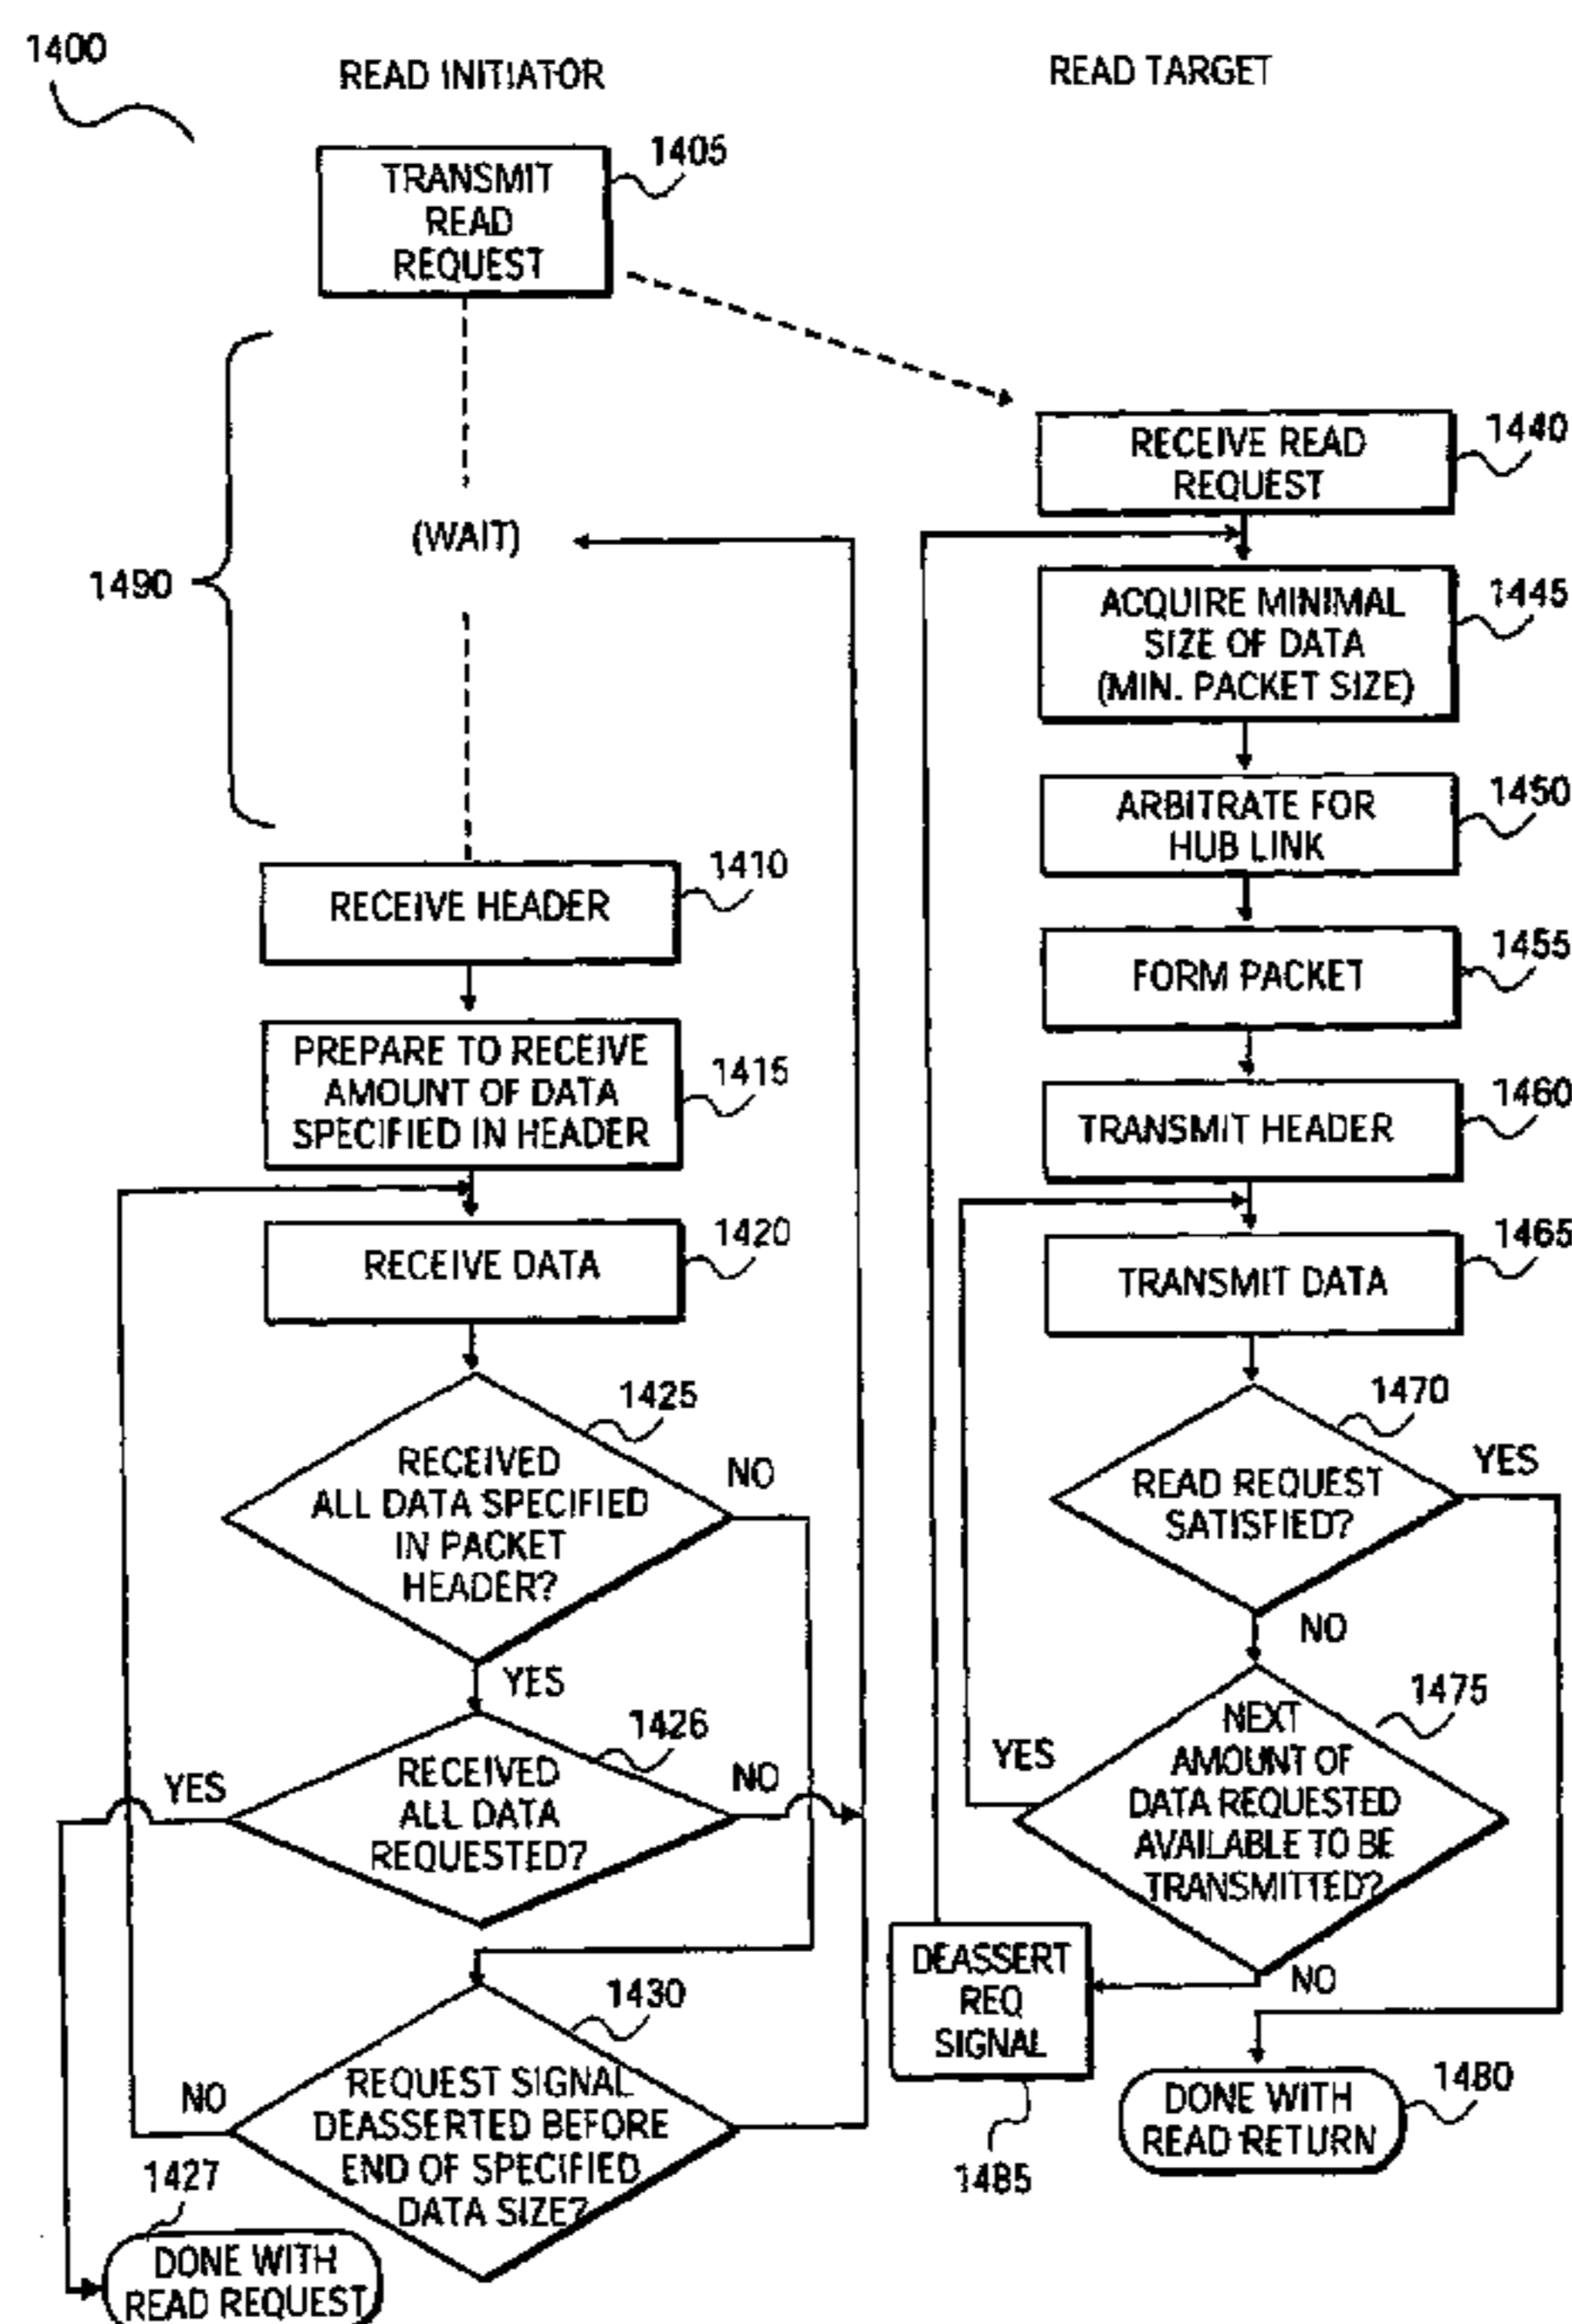 1400
READ INITIATOR
READ TARGET
TRANSMIT
READ
REQUEST
1405
(WAIT)
1490
RECEIVE READ
REQUEST
1440
ACQUIRE MINIMAL
SIZE OF DATA
(MIN. PACKET SIZE)
1445
ARBITRATE FOR
HUB LINK
1450
RECEIVE HEADER
1410
FORM PACKET
1455
PREPARE TO RECEIVE
AMOUNT OF DATA
SPECIFIED IN HEADER
1415
TRANSMIT HEADER
1460
RECEIVE DATA
1420
TRANSMIT DATA
1465
RECEIVED
ALL DATA SPECIFIED
IN PACKET
HEADER?
1425
NO
YES
READ REQUEST
SATISFIED?
1470
YES
NO
RECEIVED
ALL DATA
REQUESTED?
1426
YES
NO
NEXT
AMOUNT OF
DATA REQUESTED
AVAILABLE TO BE
TRANSMITTED?
1475
YES
NO
DEASSERT
REQ
SIGNAL
1485
REQUEST SIGNAL
DEASSERTED BEFORE
END OF SPECIFIED
DATA SIZE?
1430
NO
DONE WITH
READ RETURN
1480
1427
DONE WITH
READ REQUEST